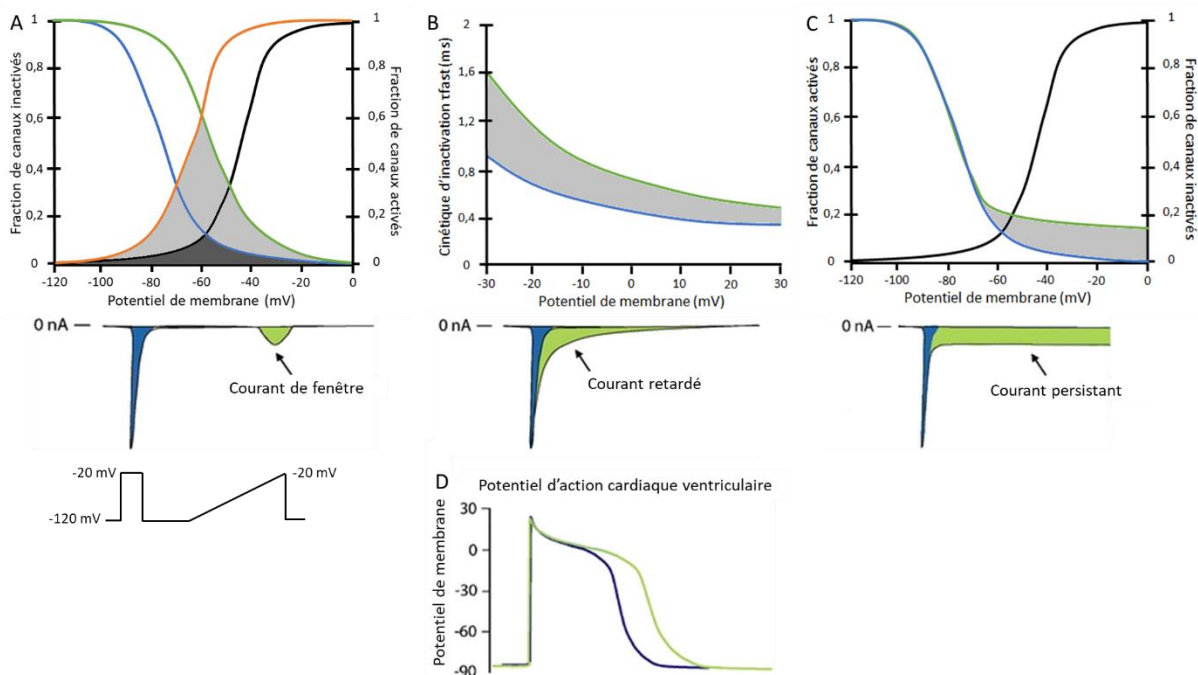 A
Fraction de canaux inactivés
1
0,8
0,6
0,4
0,2
0
1
0,8
0,6
0,4
0,2
0
Fraction de canaux activés
-120
-100
-80
-60
-40
-20
0
Potentiel de membrane (mV)
B
Cinétique d'inactivation τfast (ms)
2
1,6
1,2
0,8
0,4
0
-30
-20
-10
0
10
20
30
Potentiel de membrane (mV)
C
Fraction de canaux activés
1
0,8
0,6
0,4
0,2
0
1
0,8
0,6
0,4
0,2
0
Fraction de canaux inactivés
-120
-100
-80
-60
-40
-20
0
Potentiel de membrane (mV)
0 nA
Courant de fenêtre
0 nA
Courant retardé
0 nA
Courant persistant
-20 mV
-20 mV
-120 mV
D
Potentiel d'action cardiaque ventriculaire
Potentiel de membrane
30
0
-30
-60
-90